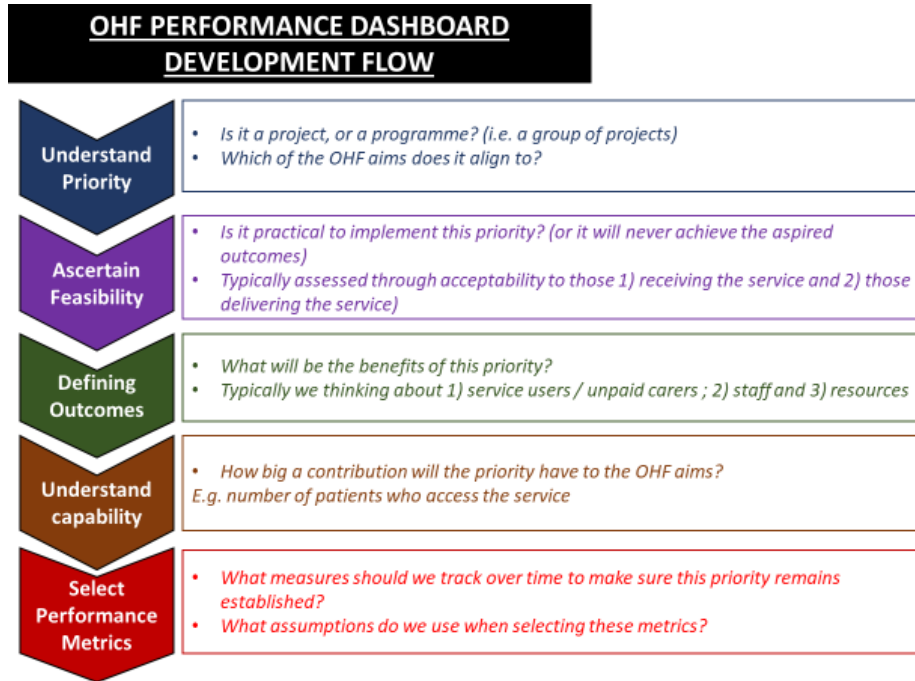 OHF PERFORMANCE DASHBOARD
DEVELOPMENT FLOW
Understand
Priority
• Is it a project, or a programme? (i.e. a group of projects)
• Which of the OHF aims does it align to?
Ascertain
Feasibility
• Is it practical to implement this priority? (or it will never achieve the aspired
outcomes)
• Typically assessed through acceptability to those 1) receiving the service and 2) those
delivering the service)
Defining
Outcomes
• What will be the benefits of this priority?
• Typically we thinking about 1) service users / unpaid carers ; 2) staff and 3) resources
Understand
capability
• How big a contribution will the priority have to the OHF aims?
E.g. number of patients who access the service
Select
Performance
Metrics
• What measures should we track over time to make sure this priority remains
established?
• What assumptions do we use when selecting these metrics?